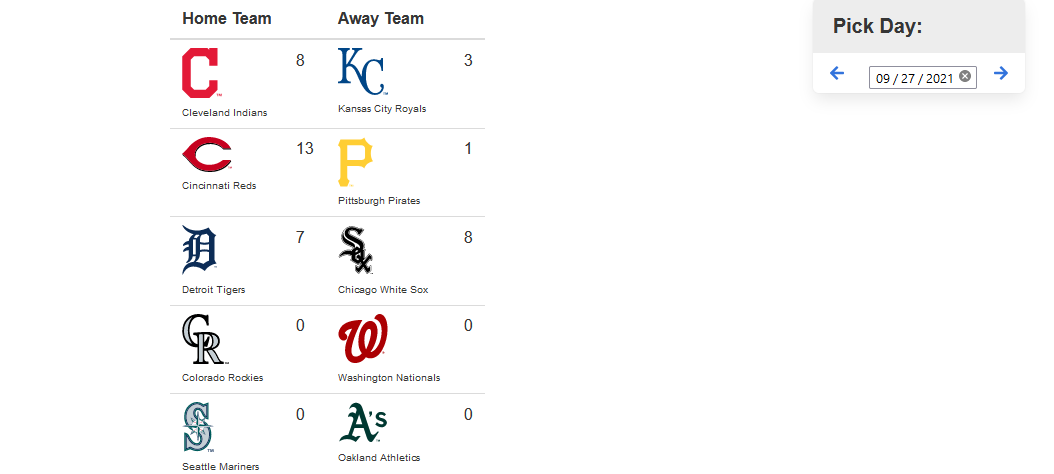 Home Team Away Team
Pick Day:
09 / 27 / 2021
8 3
Cleveland Indians Kansas City Royals
13 1
Cincinnati Reds
Pittsburgh Pirates
7 8
Detroit Tigers Chicago White Sox
0 0
Colorado Rockies Washington Nationals
0 0
Oakland Athletics
Seattle Mariners